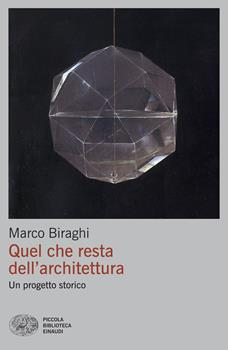 Marco Biraghi
Quel che resta
dell'architettura
Un progetto storico
PICCOLA
BIBLIOTECA
EINAUDI